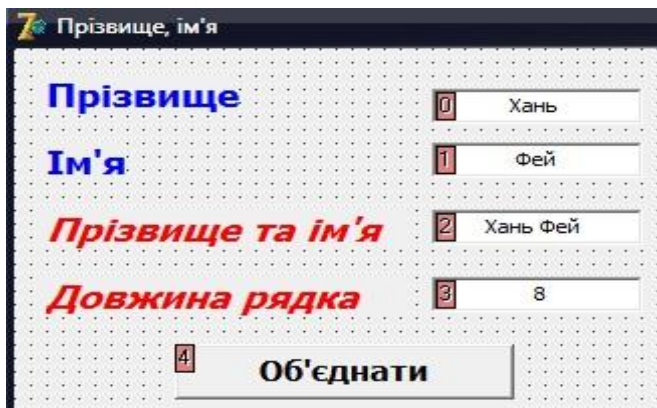 7 Прізвище, ім'я
Прізвище 0 Хань
Ім'я 1 Фей
Прізвище та ім'я 2 Хань Фей
Довжина рядка 3 8
4 Об'єднати